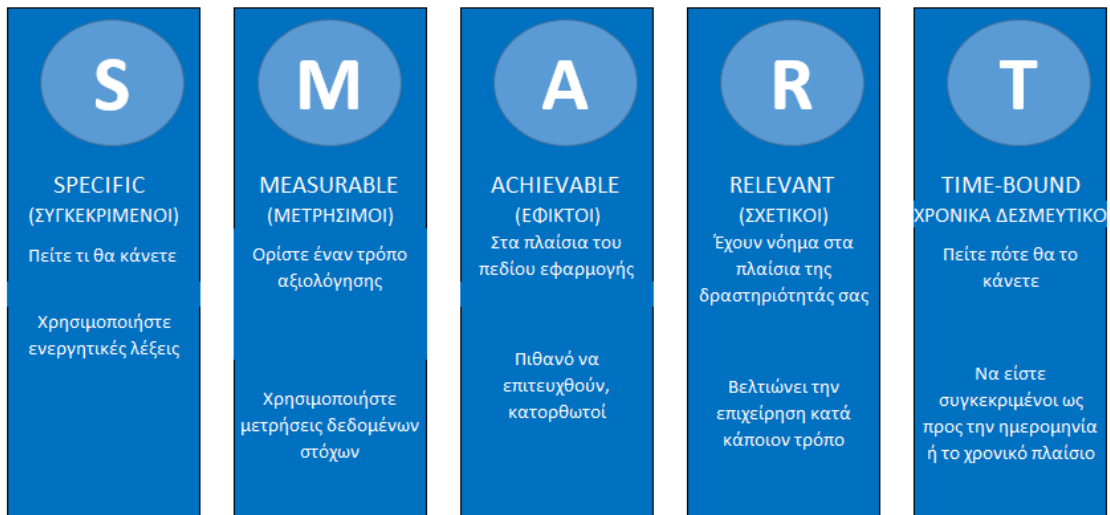 S
SPECIFIC
(ΣΥΓΚΕΚΡΙΜΕΝΟΙ)
Πείτε τι θα κάνετε
Χρησιμοποιήστε
ενεργητικές λέξεις
M
MEASURABLE
(ΜΕΤΡΗΣΙΜΟΙ)
Ορίστε έναν τρόπο
αξιολόγησης
Χρησιμοποιήστε
μετρήσεις δεδομένων
στόχων
A
ACHIEVABLE
(ΕΦΙΚΤΟΙ)
Στα πλαίσια του
πεδίου εφαρμογής
Πιθανό να
επιτευχθούν,
κατορθωτοί
R
RELEVANT
(ΣΧΕΤΙΚΟΙ)
Έχουν νόημα στα
πλαίσια της
δραστηριότητάς σας
Βελτιώνει την
επιχείρηση κατά
κάποιον τρόπο
T
TIME-BOUND
ΧΡΟΝΙΚΑ ΔΕΣΜΕΥΤΙΚΟ
Πείτε πότε θα το
κάνετε
Να είστε
συγκεκριμένοι ως
προς την ημερομηνία
ή το χρονικό πλαίσιο